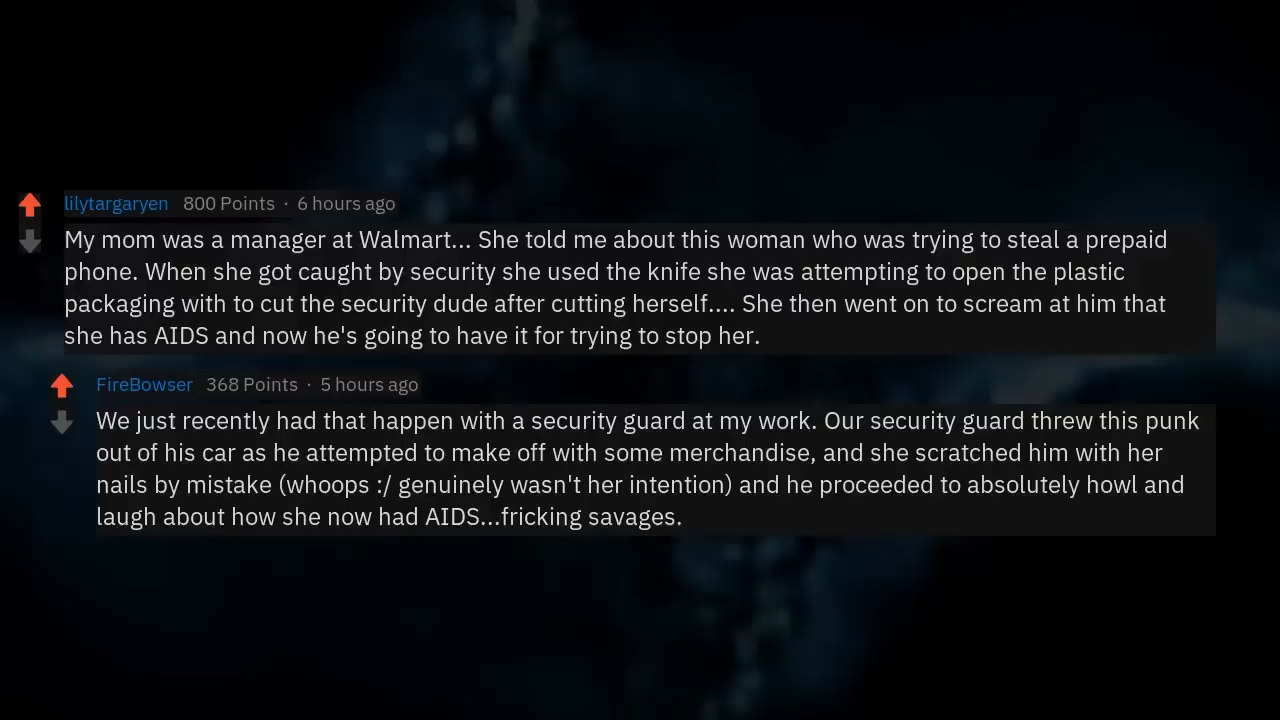 lilytargaryen 800 Points · 6 hours ago
My mom was a manager at Walmart... She told me about this woman who was trying to steal a prepaid
phone. When she got caught by security she used the knife she was attempting to open the plastic
packaging with to cut the security dude after cutting herself.... She then went on to scream at him that
she has AIDS and now he's going to have it for trying to stop her.
FireBowser 368 Points · 5 hours ago
We just recently had that happen with a security guard at my work. Our security guard threw this punk
out of his car as he attempted to make off with some merchandise, and she scratched him with her
nails by mistake (whoops :/ genuinely wasn't her intention) and he proceeded to absolutely howl and
laugh about how she now had AIDS...fricking savages.